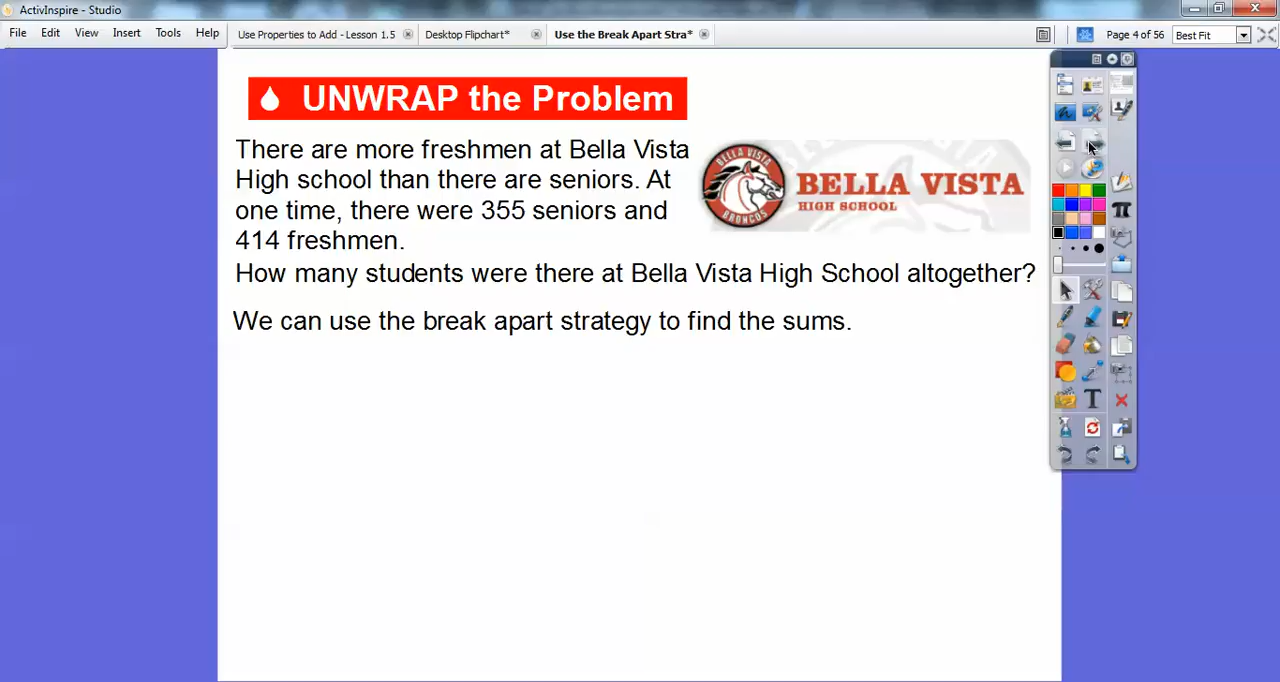 ActivInspire - Studio
File Edit View Insert Tools Help Use Properties to Add - Lesson 1.5 Desktop Flipchart* Use the Break Apart Stra* Page 4 of 56 Best Fit
UNWRAP the Problem
There are more freshmen at Bella Vista
High school than there are seniors. At
one time, there were 355 seniors and
414 freshmen.
BELLA VISTA
BRONCOS
BELLA VISTA
HIGH SCHOOL
How many students were there at Bella Vista High School altogether?
We can use the break apart strategy to find the sums.